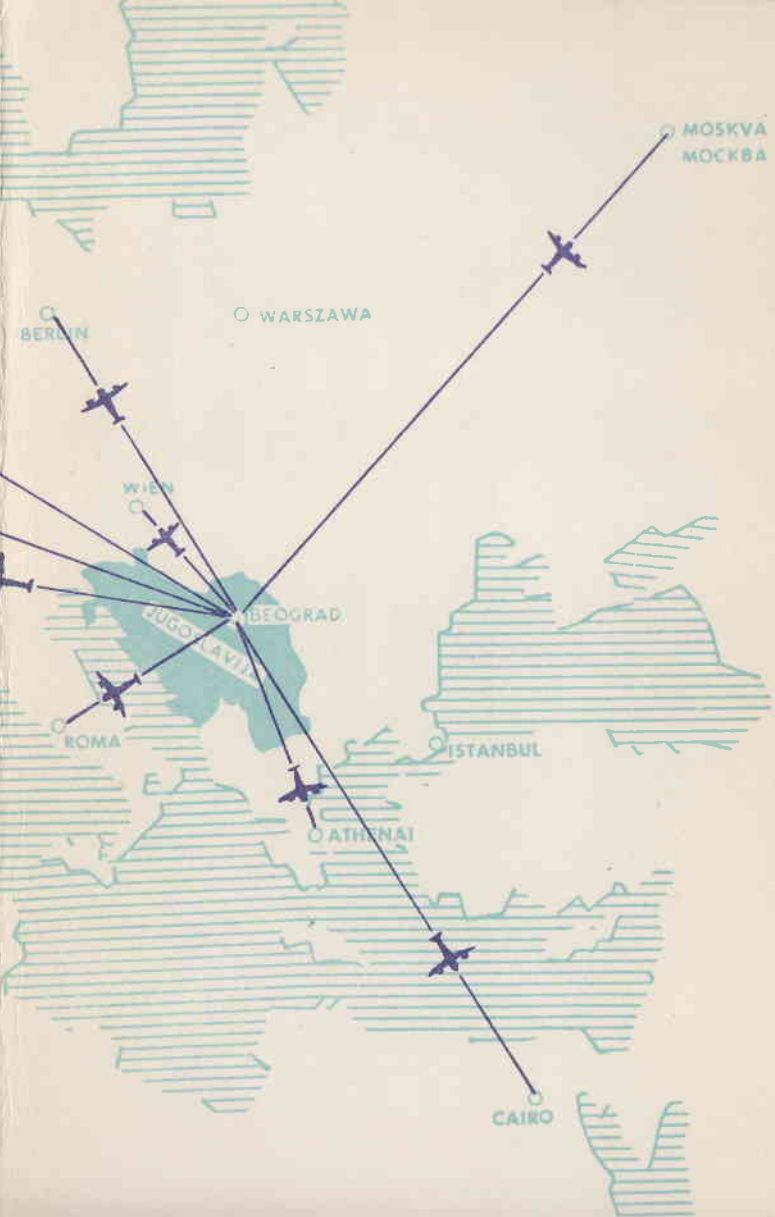 MOSKVA
МОСКВА
BERLIN
WARSZAWA
WIEN
BEOGRAD
JUGOSLAVIJA
ROMA
ISTANBUL
ATHENAI
CAIRO